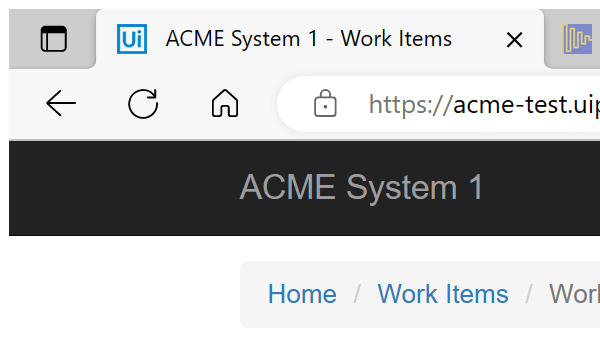 Ui ACME System 1 - Work Items
https://acme-test.uip
ACME System 1
Home / Work Items / Work